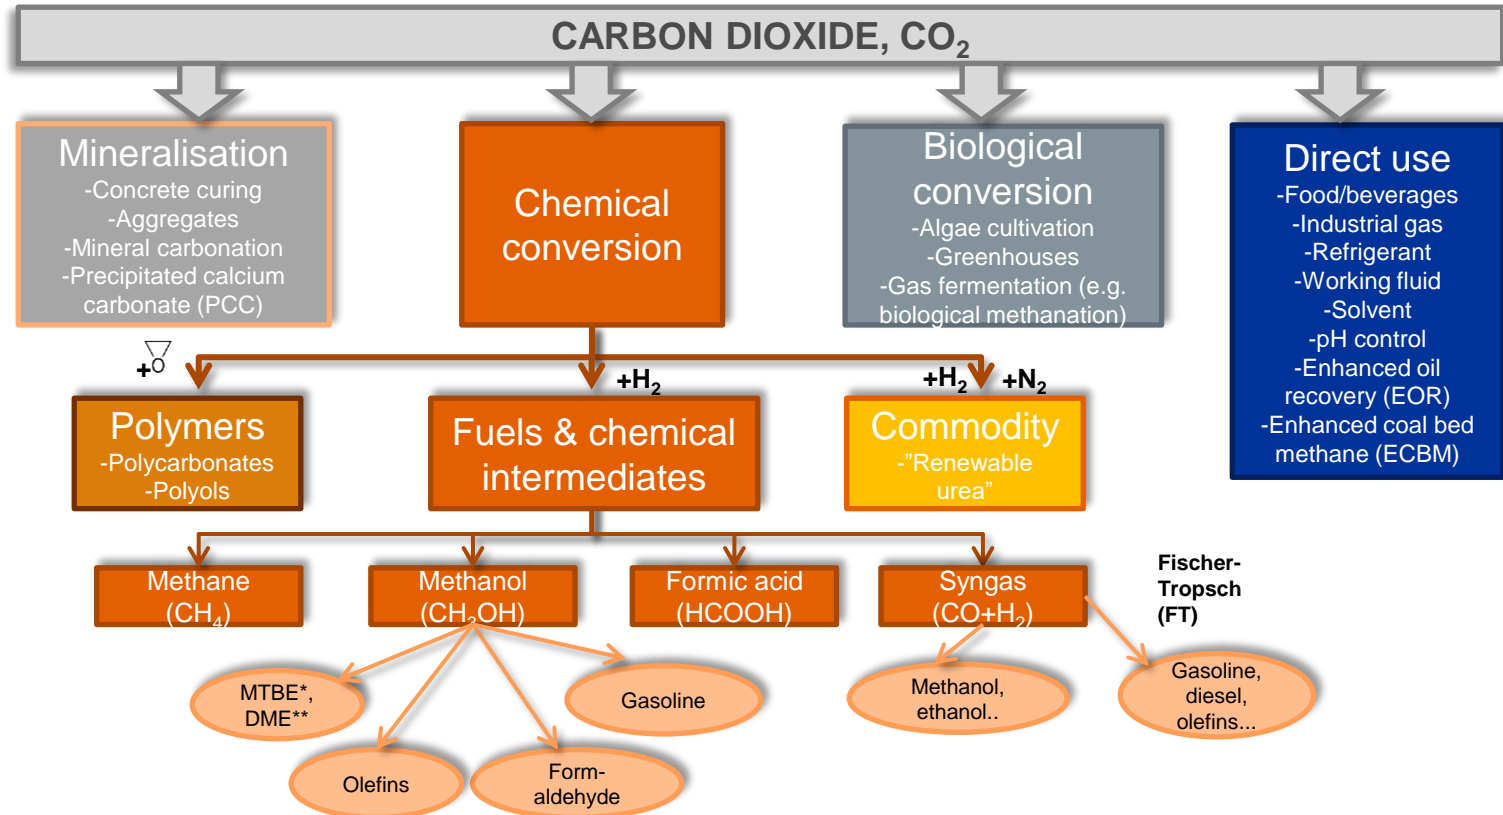 CARBON DIOXIDE, CO₂
Mineralisation
-Concrete curing
-Aggregates
-Mineral carbonation
-Precipitated calcium
carbonate (PCC)
Chemical
conversion
Biological
conversion
-Algae cultivation
-Greenhouses
-Gas fermentation (e.g.
biological methanation)
Direct use
-Food/beverages
-Industrial gas
-Refrigerant
-Working fluid
-Solvent
-pH control
-Enhanced oil
recovery (EOR)
-Enhanced coal bed
methane (ECBM)
+O
+H₂
+H₂ +N₂
Polymers
-Polycarbonates
-Polyols
Fuels & chemical
intermediates
Commodity
-”Renewable
urea”
Methane
(CH₄)
Methanol
(CH₃OH)
Formic acid
(HCOOH)
Syngas
(CO+H₂)
Fischer-
Tropsch
(FT)
MTBE*,
DME**
Olefins
Form-
aldehyde
Gasoline
Methanol,
ethanol..
Gasoline,
diesel,
olefins...